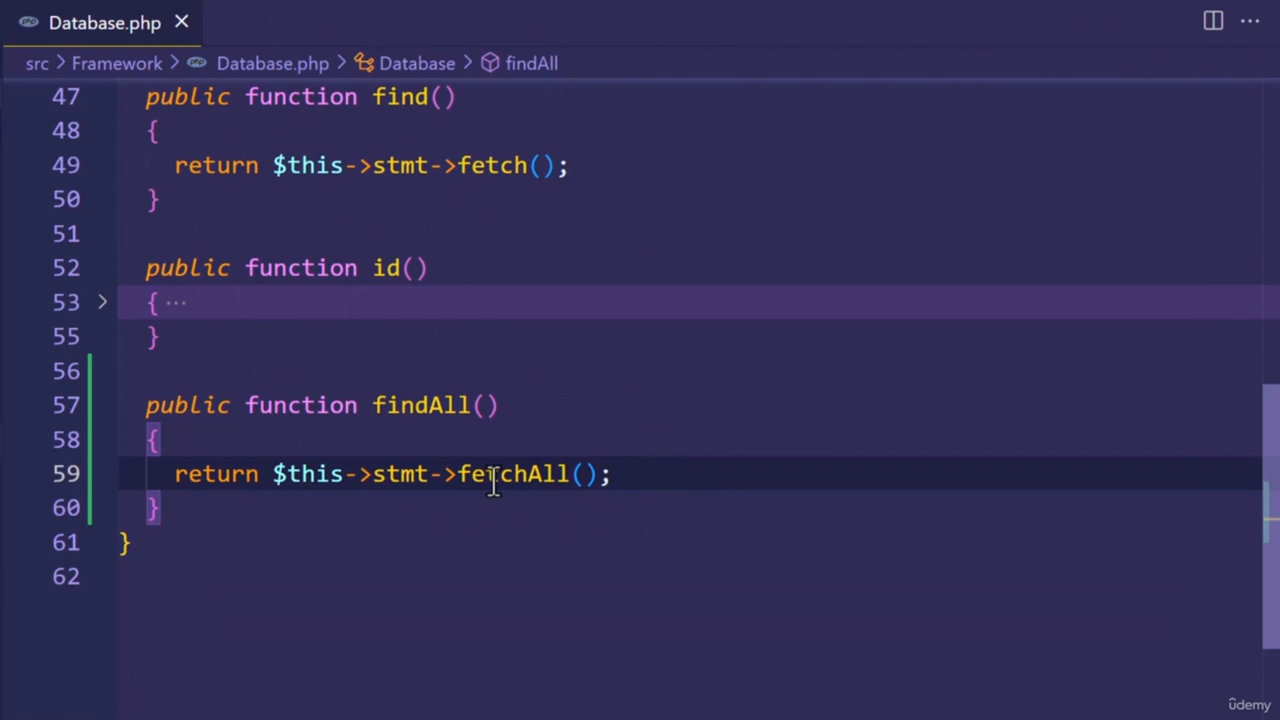 Database.php
src > Framework > Database.php > Database > findAll
47 public function find()
48 {
49 return $this->stmt->fetch();
50 }
51
52 public function id()
53 { ...
55 }
56
57 public function findAll()
58 {
59 return $this->stmt->fetchAll();
60 }
61 }
62
ûdemy